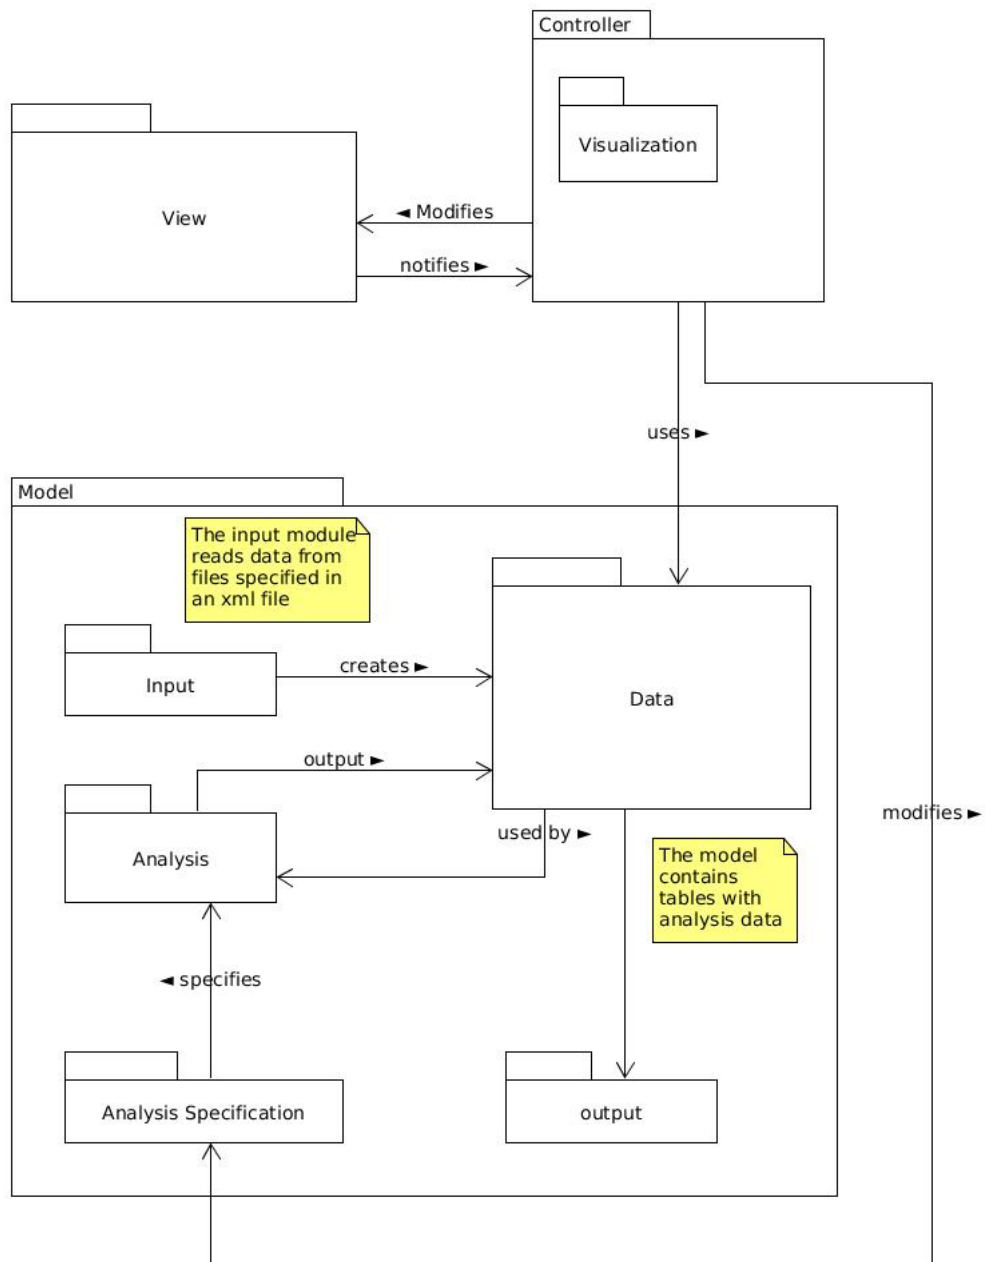 Controller
Visualization
View
◄ Modifies
notifies ►
uses ►
Model
The input module
reads data from
files specified in
an xml file
creates ►
Input
Data
output ►
modifies ►
used by ►
Analysis
The model
contains
tables with
analysis data
◄ specifies
Analysis Specification
output